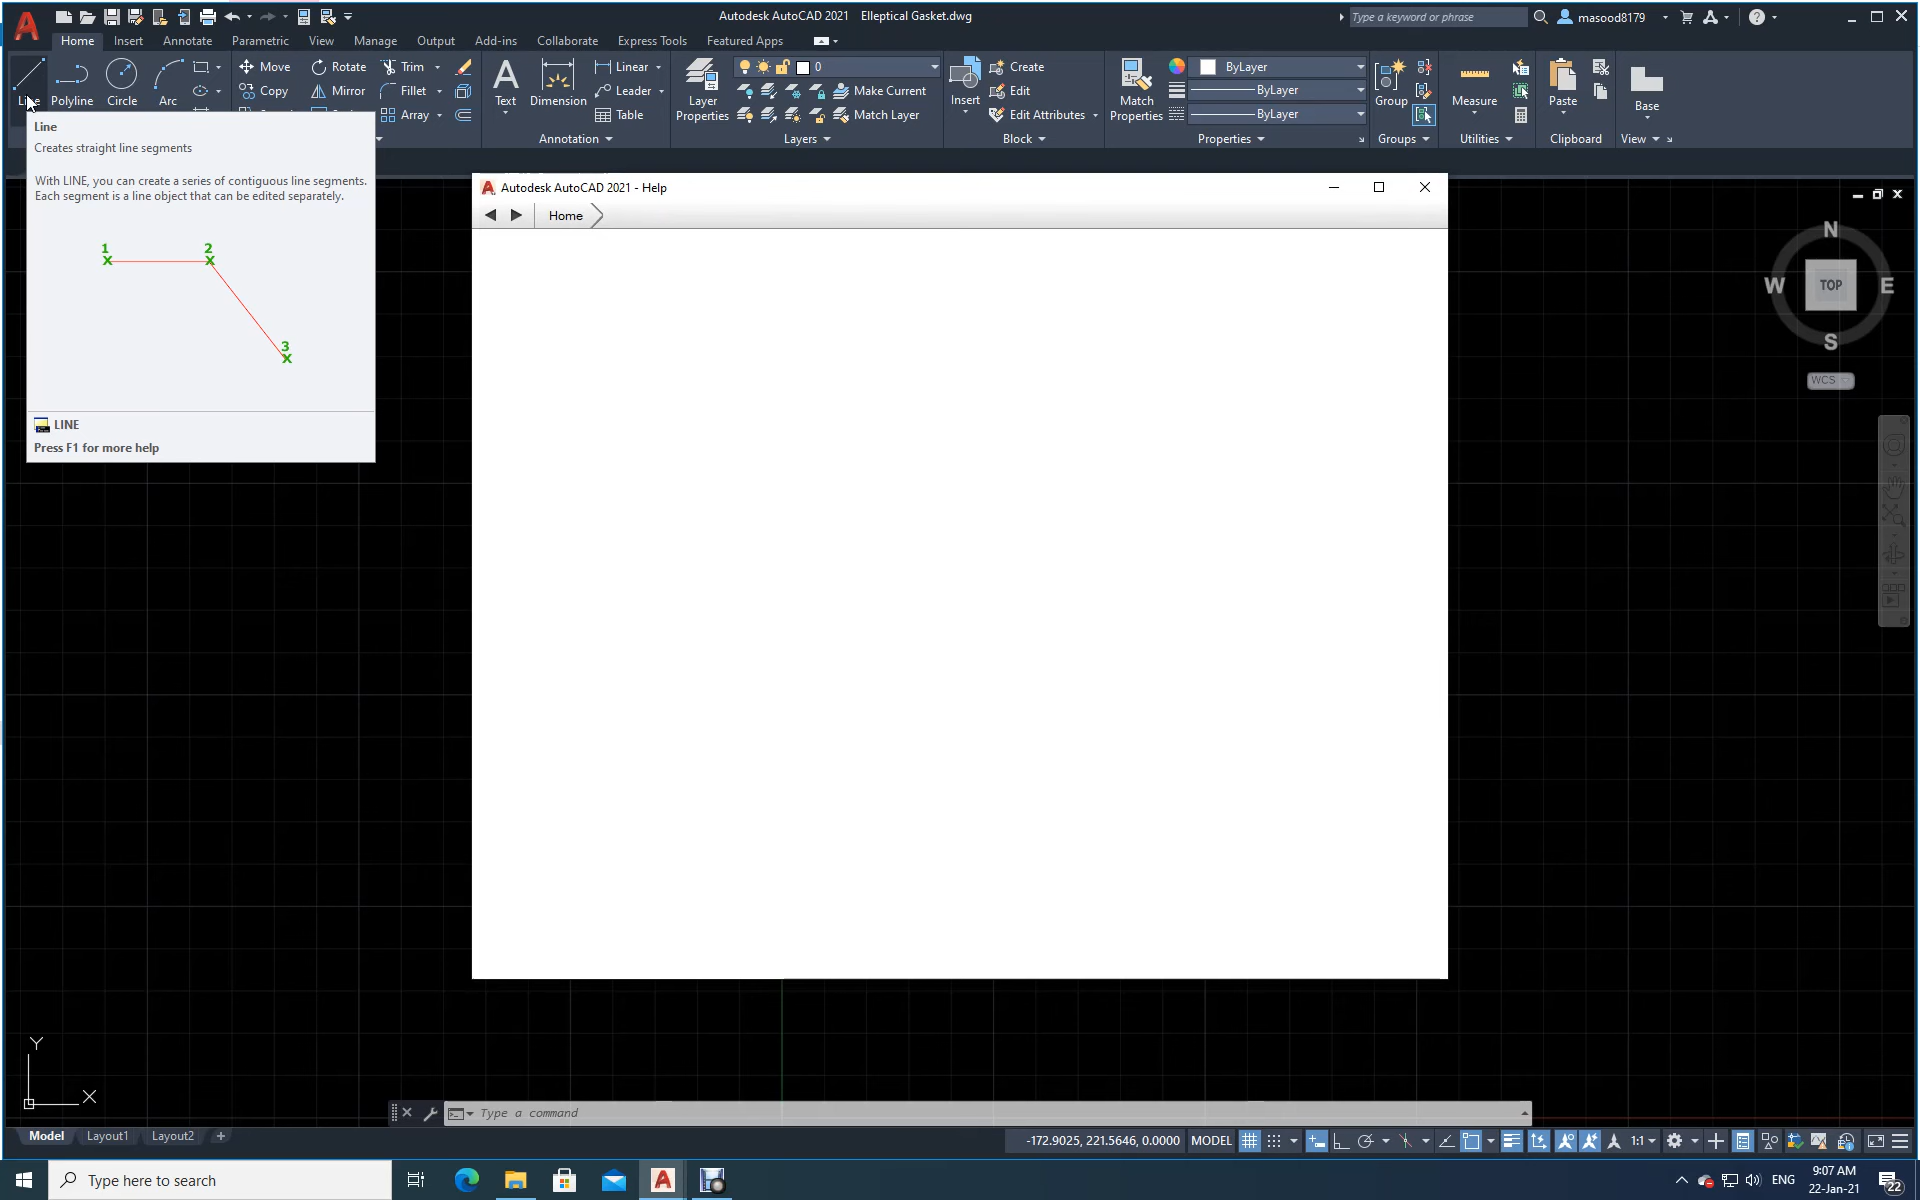 Autodesk AutoCAD 2021 Elleptical Gasket.dwg
Type a keyword or phrase
masood8179
Home Insert Annotate Parametric View Manage Output Add-ins Collaborate Express Tools Featured Apps
Move Rotate Trim Linear 0 Create ByLayer
Copy Mirror Fillet Leader Make Current Edit ByLayer
Line Polyline Circle Arc Text Dimension Layer Properties Insert Match Properties Group Measure Paste Base
Array Table Match Layer Edit Attributes ByLayer
Annotation Layers Block Properties Groups Utilities Clipboard View
Line
Creates straight line segments
With LINE, you can create a series of contiguous line segments.
Each segment is a line object that can be edited separately.
1 2
3
LINE
Press F1 for more help
Autodesk AutoCAD 2021 - Help
Home
N
W TOP E
S
WCS
Y
X
Type a command
Model Layout1 Layout2 +
-172.9025, 221.5646, 0.0000 MODEL 1:1
Type here to search
ENG
9:07 AM
22-Jan-21
22